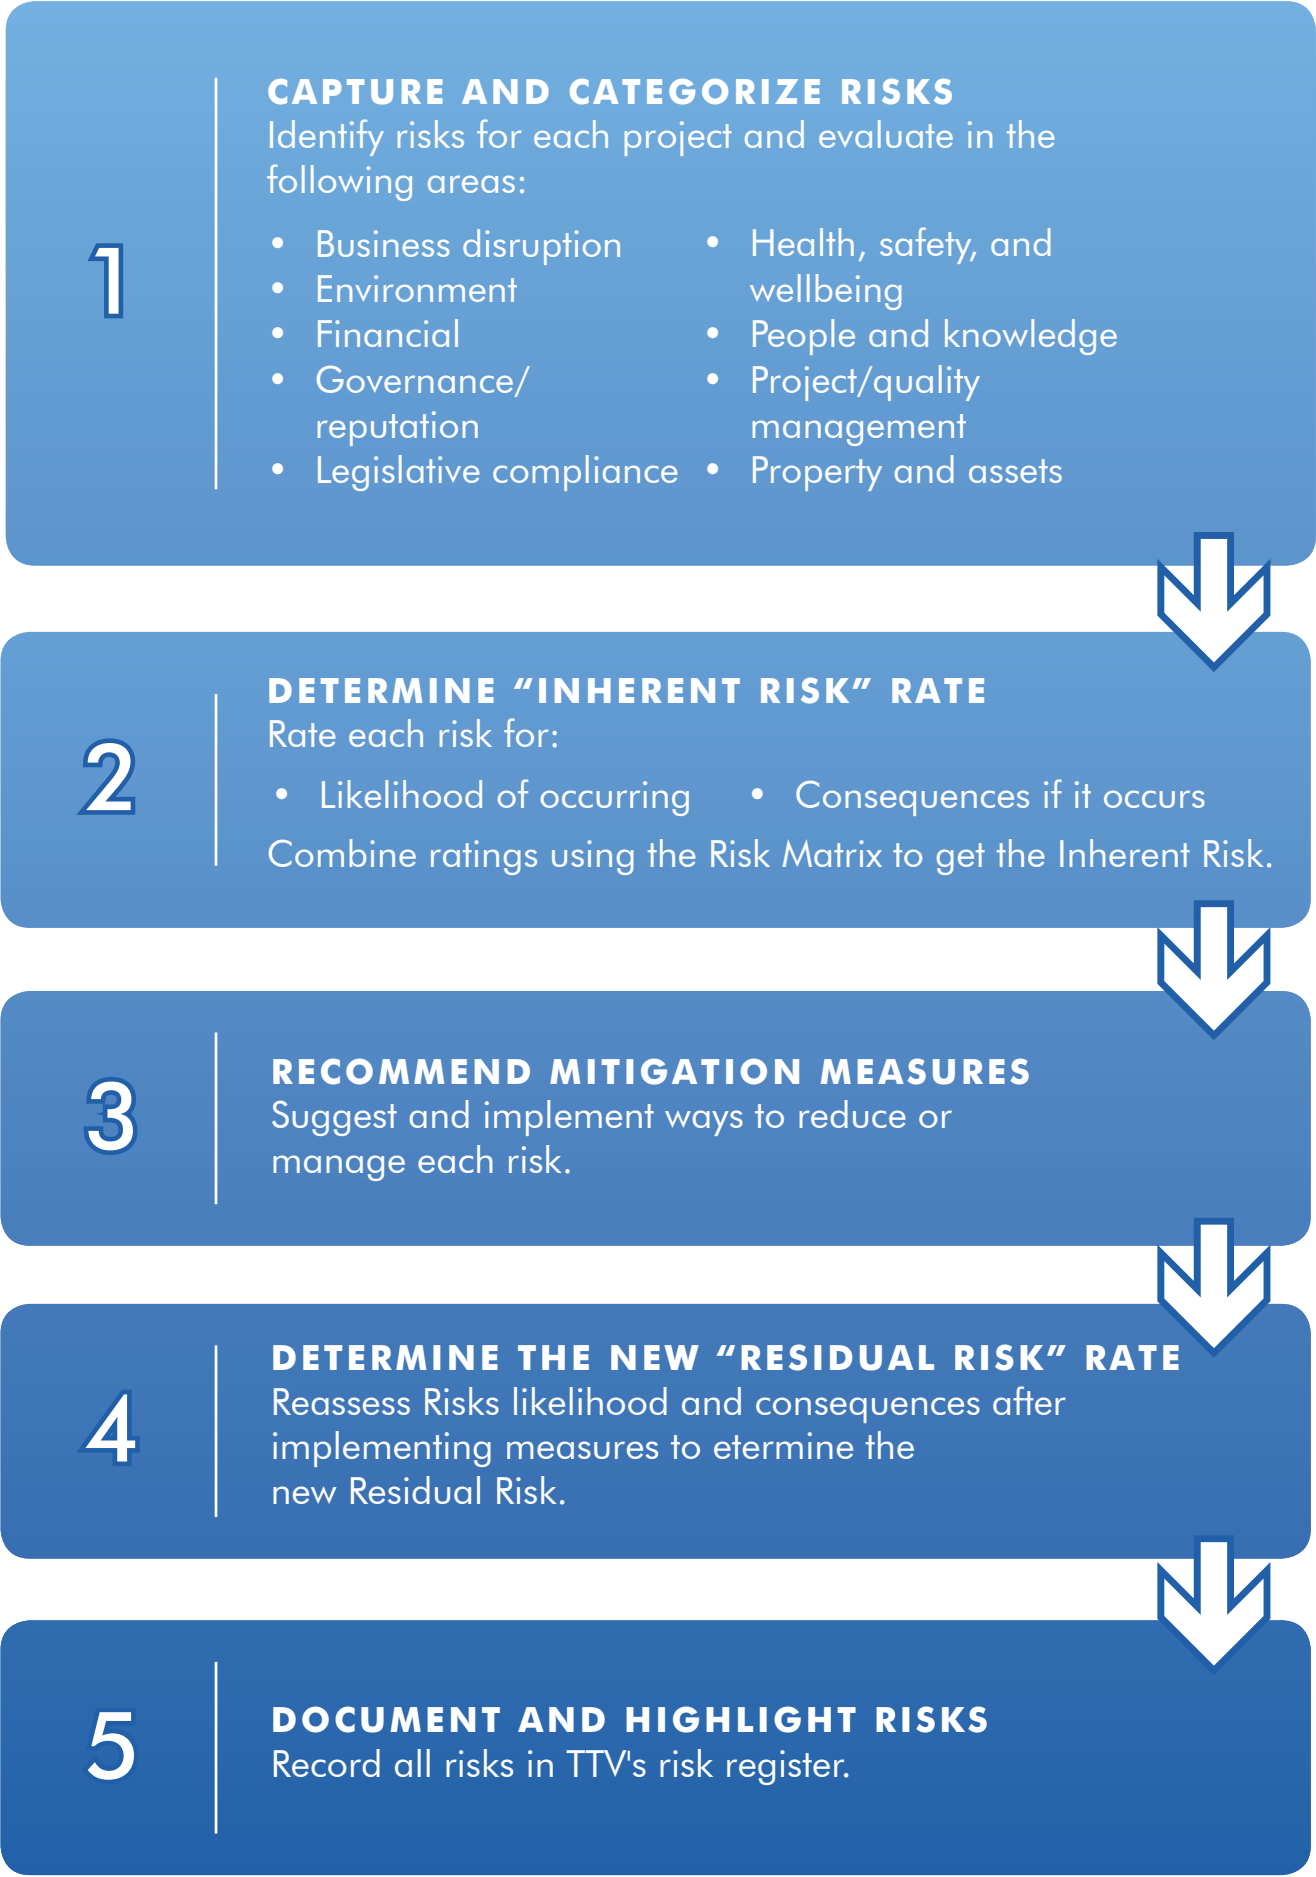 1
CAPTURE AND CATEGORIZE RISKS
Identify risks for each project and evaluate in the
following areas:
• Business disruption
• Environment
• Financial
• Governance/
reputation
• Legislative compliance
• Health, safety, and
wellbeing
• People and knowledge
• Project/quality
management
• Property and assets
2
DETERMINE “INHERENT RISK” RATE
Rate each risk for:
• Likelihood of occurring
• Consequences if it occurs
Combine ratings using the Risk Matrix to get the Inherent Risk.
3
RECOMMEND MITIGATION MEASURES
Suggest and implement ways to reduce or
manage each risk.
4
DETERMINE THE NEW “RESIDUAL RISK” RATE
Reassess Risks likelihood and consequences after
implementing measures to etermine the
new Residual Risk.
5
DOCUMENT AND HIGHLIGHT RISKS
Record all risks in TTV's risk register.